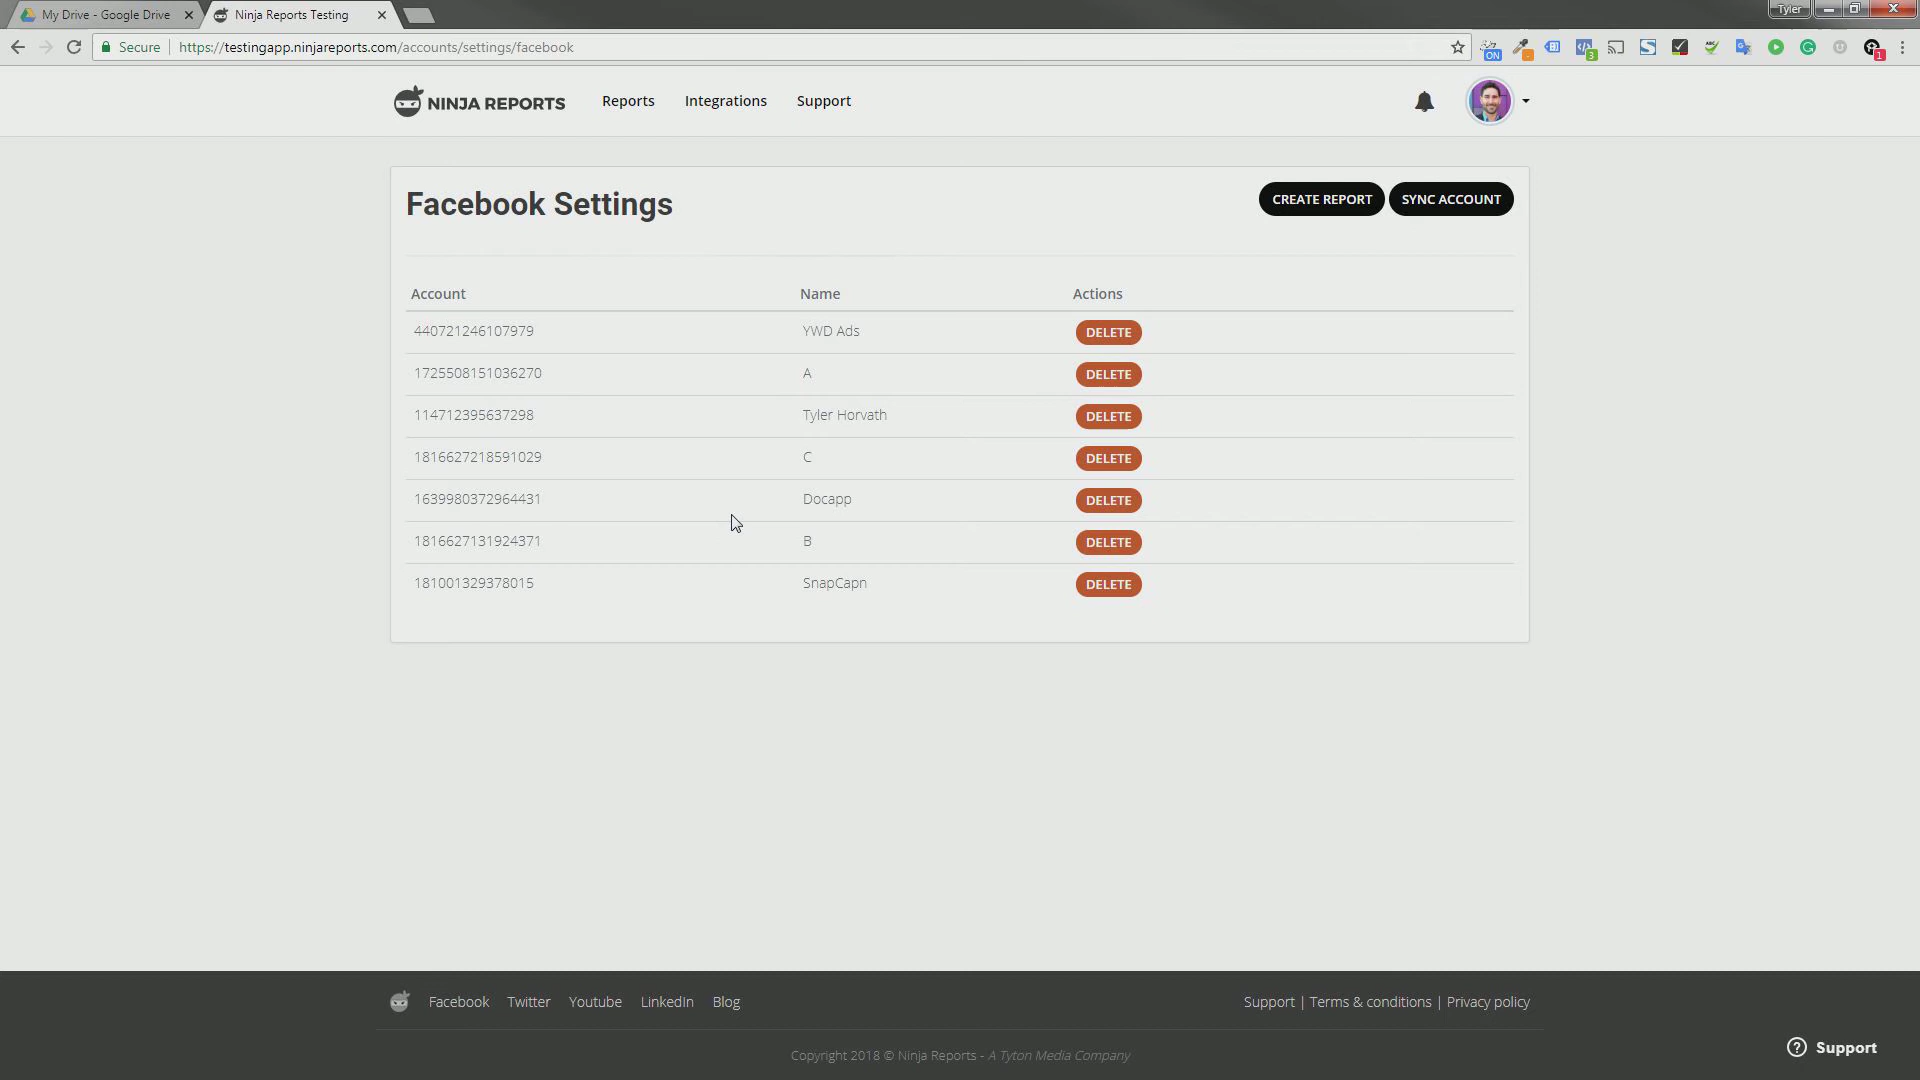 My Drive - Google Drive
Ninja Reports Testing
Tyler
Secure
https://testingapp.ninjareports.com/accounts/settings/facebook
ON
3
1
NINJA REPORTS
Reports
Integrations
Support
Facebook Settings
CREATE REPORT
SYNC ACCOUNT
Account Name Actions
440721246107979 YWD Ads DELETE
1725508151036270 A DELETE
114712395637298 Tyler Horvath DELETE
1816627218591029 C DELETE
1639980372964431 Docapp DELETE
1816627131924371 B DELETE
181001329378015 SnapCapn DELETE
Facebook Twitter Youtube LinkedIn Blog
Support | Terms & conditions | Privacy policy
Copyright 2018 © Ninja Reports - A Tyton Media Company
Support